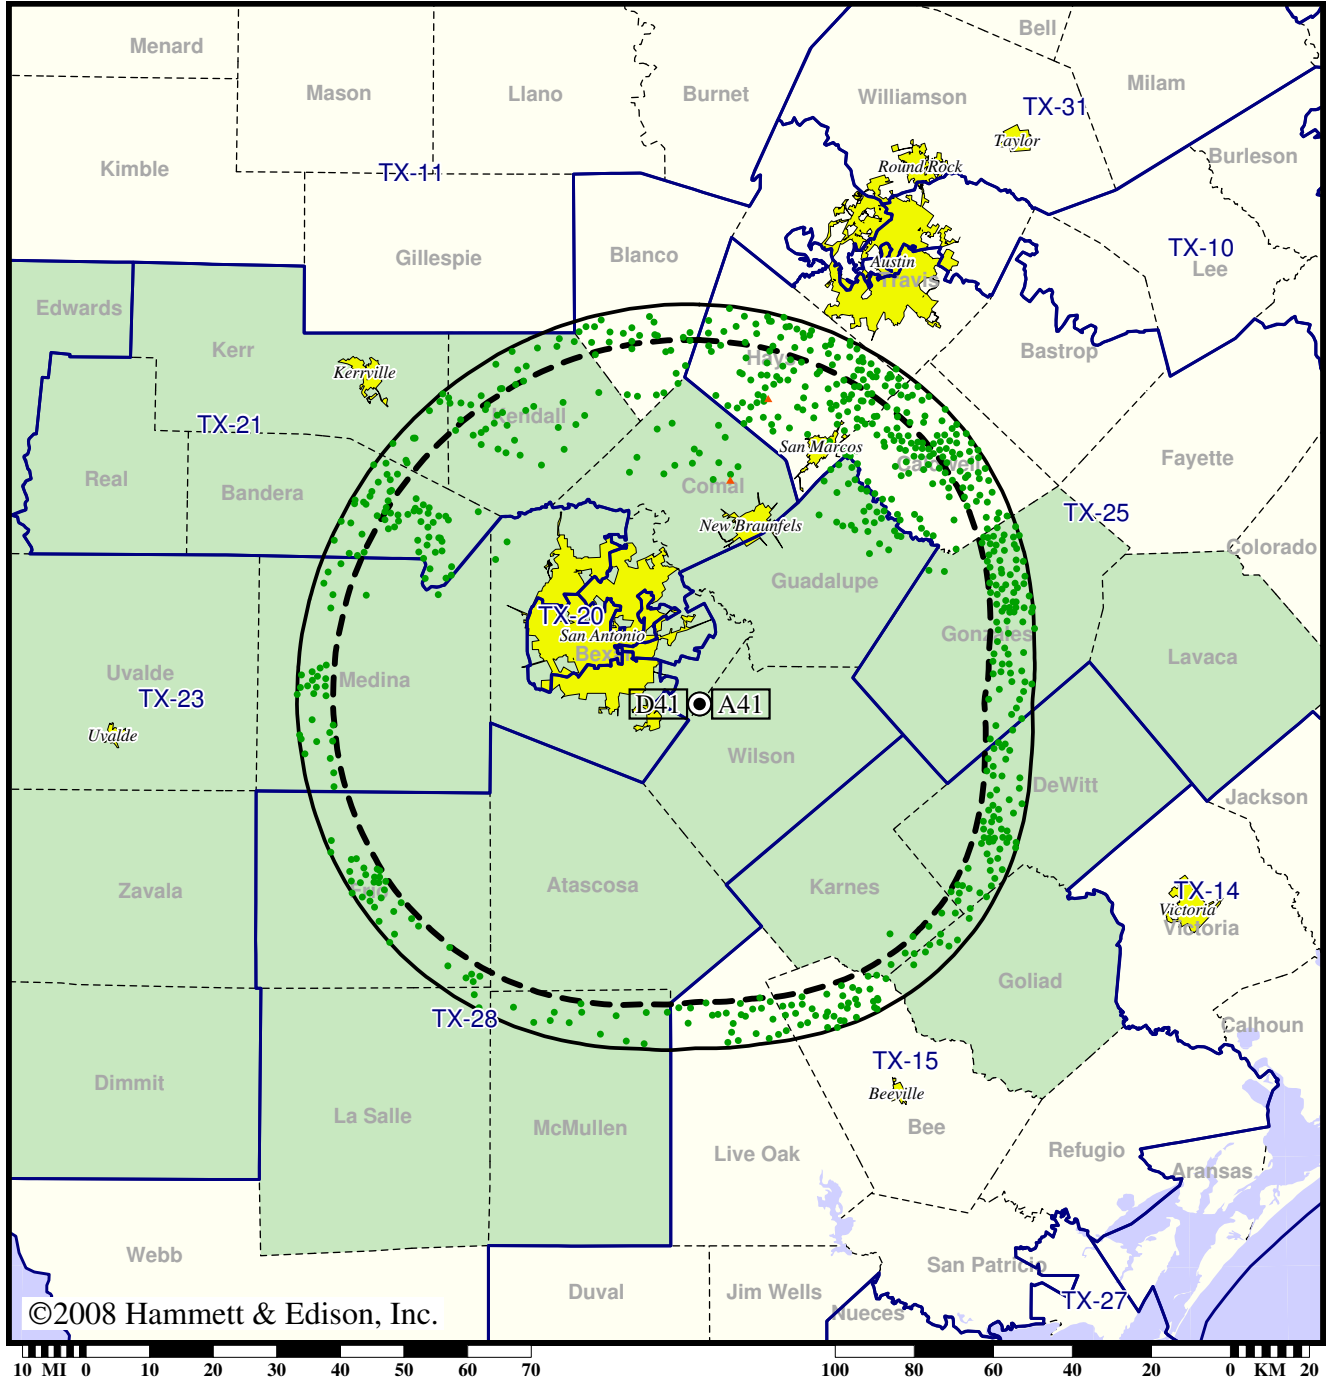 Bell
Menard
Milam
Mason
Llano
Burnet
Williamson
TX-31
Taylor
Burleson
Kimble
TX-11
Round Rock
Gillespie
Blanco
TX-10
Austin
Lee
Travis
Edwards
Kerr
Hays
Bastrop
Kerrville
Kendall
TX-21
San Marcos
Fayette
Caldwell
Real
Bandera
Comal
TX-25
New Braunfels
Colorado
Guadalupe
TX-20
San Antonio
Gonzales
Bexar
Lavaca
Uvalde
Medina
TX-23
D41
A41
Uvalde
Wilson
DeWitt
Jackson
Zavala
Frio
Atascosa
Karnes
TX-14
Victoria
Victoria
Goliad
TX-28
Calhoun
TX-15
Dimmit
Beeville
La Salle
McMullen
Bee
Live Oak
Refugio
Aransas
Webb
San Patricio
Duval
Jim Wells
TX-27
Nueces
©2008 Hammett & Edison, Inc.
10 MI 0 10 20 30 40 50 60 70
100 80 60 40 20 0 KM 20